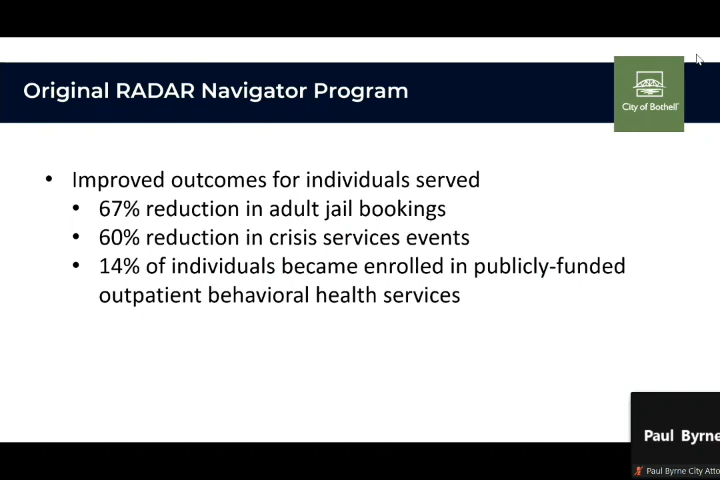 Original RADAR Navigator Program
City of Bothell
• Improved outcomes for individuals served
• 67% reduction in adult jail bookings
• 60% reduction in crisis services events
• 14% of individuals became enrolled in publicly-funded
outpatient behavioral health services
Paul Byrne
Paul Byrne City Atto